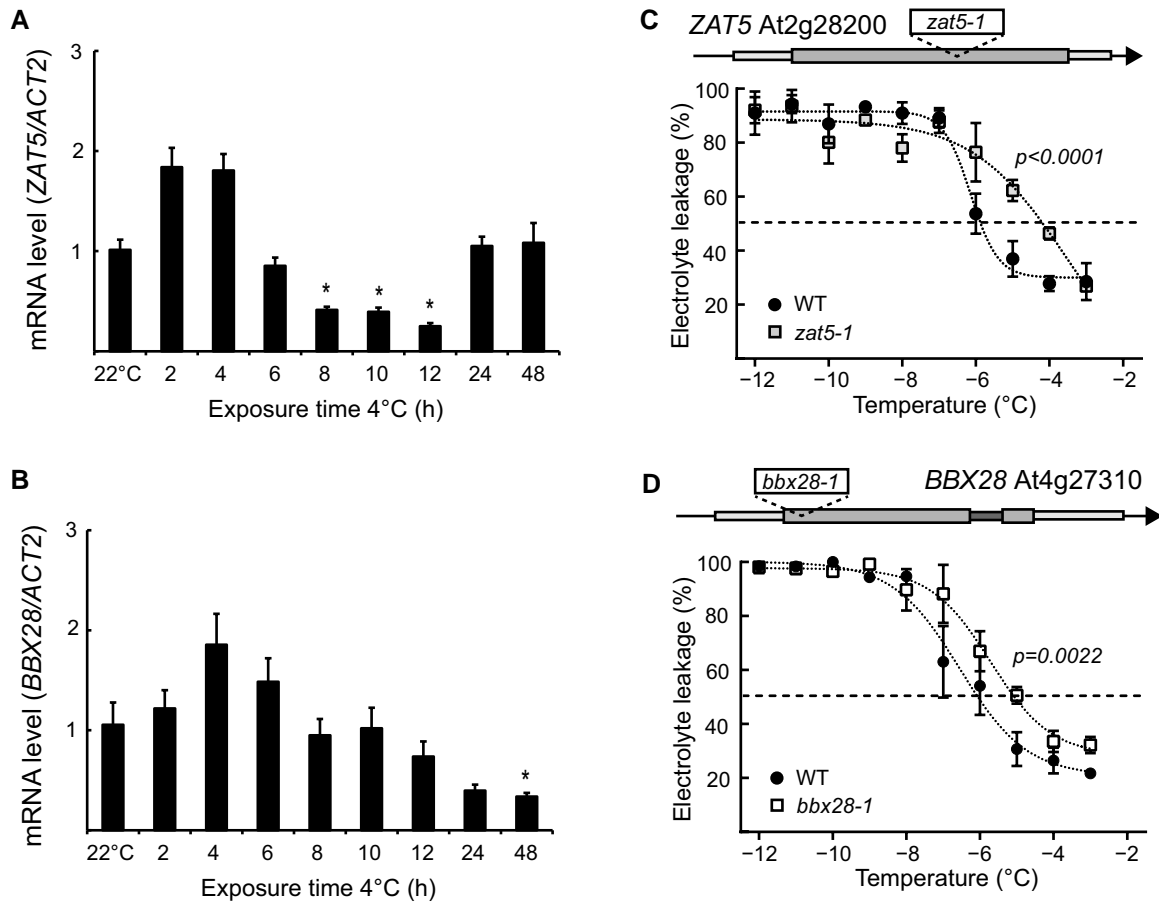 A
mRNA level (ZAT5/ACT2)
3
2
1
* * *
22°C 2 4 6 8 10 12 24 48
Exposure time 4°C (h)
B
mRNA level (BBX28/ACT2)
3
2
1
*
22°C 2 4 6 8 10 12 24 48
Exposure time 4°C (h)
C
ZAT5 At2g28200
zat5-1
Electrolyte leakage (%)
100
80
60
40
20
p<0.0001
WT
zat5-1
−12 −10 −8 −6 −4 −2
Temperature (°C)
D
bbx28-1
BBX28 At4g27310
Electrolyte leakage (%)
100
80
60
40
20
p=0.0022
WT
bbx28-1
−12 −10 −8 −6 −4 −2
Temperature (°C)